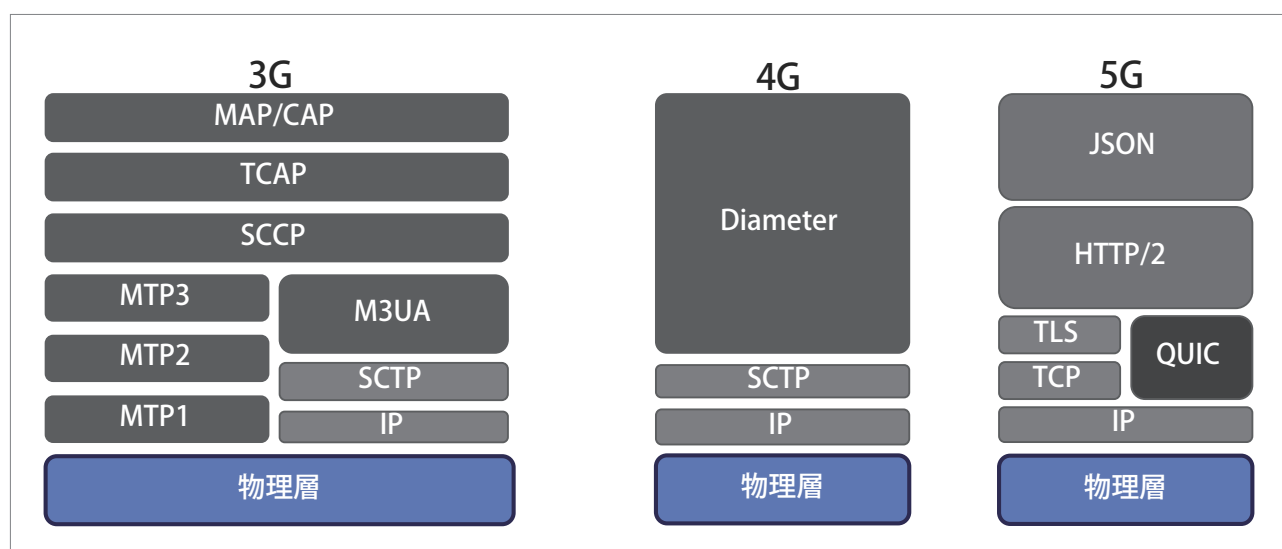 3G
MAP/CAP
TCAP
SCCP
MTP3
MTP2
MTP1
M3UA
SCTP
IP
物理層
4G
Diameter
SCTP
IP
物理層
5G
JSON
HTTP/2
TLS
TCP
QUIC
IP
物理層